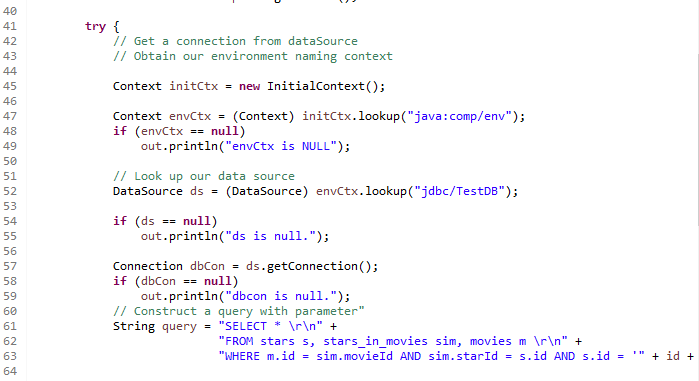 40
41 try {
42 // Get a connection from dataSource
43 // Obtain our environment naming context
44
45 Context initCtx = new InitialContext();
46
47 Context envCtx = (Context) initCtx.lookup("java:comp/env");
48 if (envCtx == null)
49 out.println("envCtx is NULL");
50
51 // Look up our data source
52 DataSource ds = (DataSource) envCtx.lookup("jdbc/TestDB");
53
54 if (ds == null)
55 out.println("ds is null.");
56
57 Connection dbCon = ds.getConnection();
58 if (dbCon == null)
59 out.println("dbcon is null.");
60 // Construct a query with parameter"
61 String query = "SELECT * \r\n" +
62 "FROM stars s, stars_in_movies sim, movies m \r\n" +
63 "WHERE m.id = sim.movieId AND sim.starId = s.id AND s.id = '" + id +
64